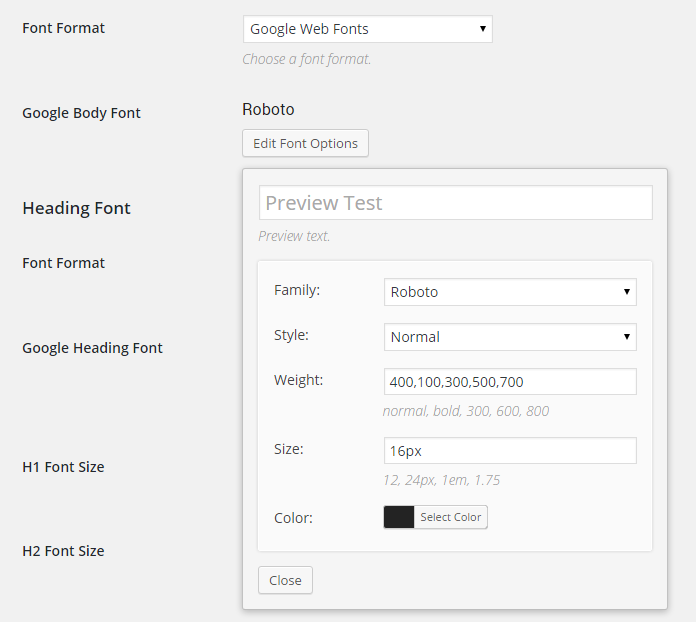 Font Format
Google Web Fonts
Choose a font format.
Google Body Font
Roboto
Edit Font Options
Heading Font
Preview Test
Preview text.
Font Format
Family:
Roboto
Style:
Normal
Google Heading Font
Weight:
400,100,300,500,700
normal, bold, 300, 600, 800
H1 Font Size
Size:
16px
12, 24px, 1em, 1.75
Color:
Select Color
H2 Font Size
Close